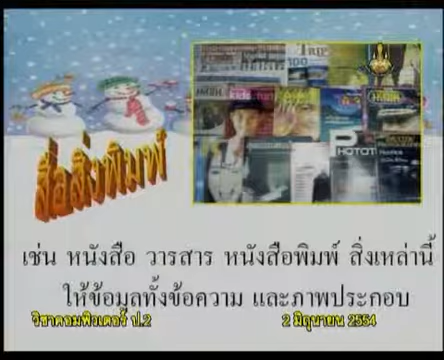 สื่อสิ่งพิมพ์
TRIP
100
เช่น หนังสือ วารสาร หนังสือพิมพ์ สิ่งเหล่านี้
ให้ข้อมูลทั้งข้อความ และภาพประกอบ
วิชาคอมพิวเตอร์ ป.2 2 มิถุนายน 2554